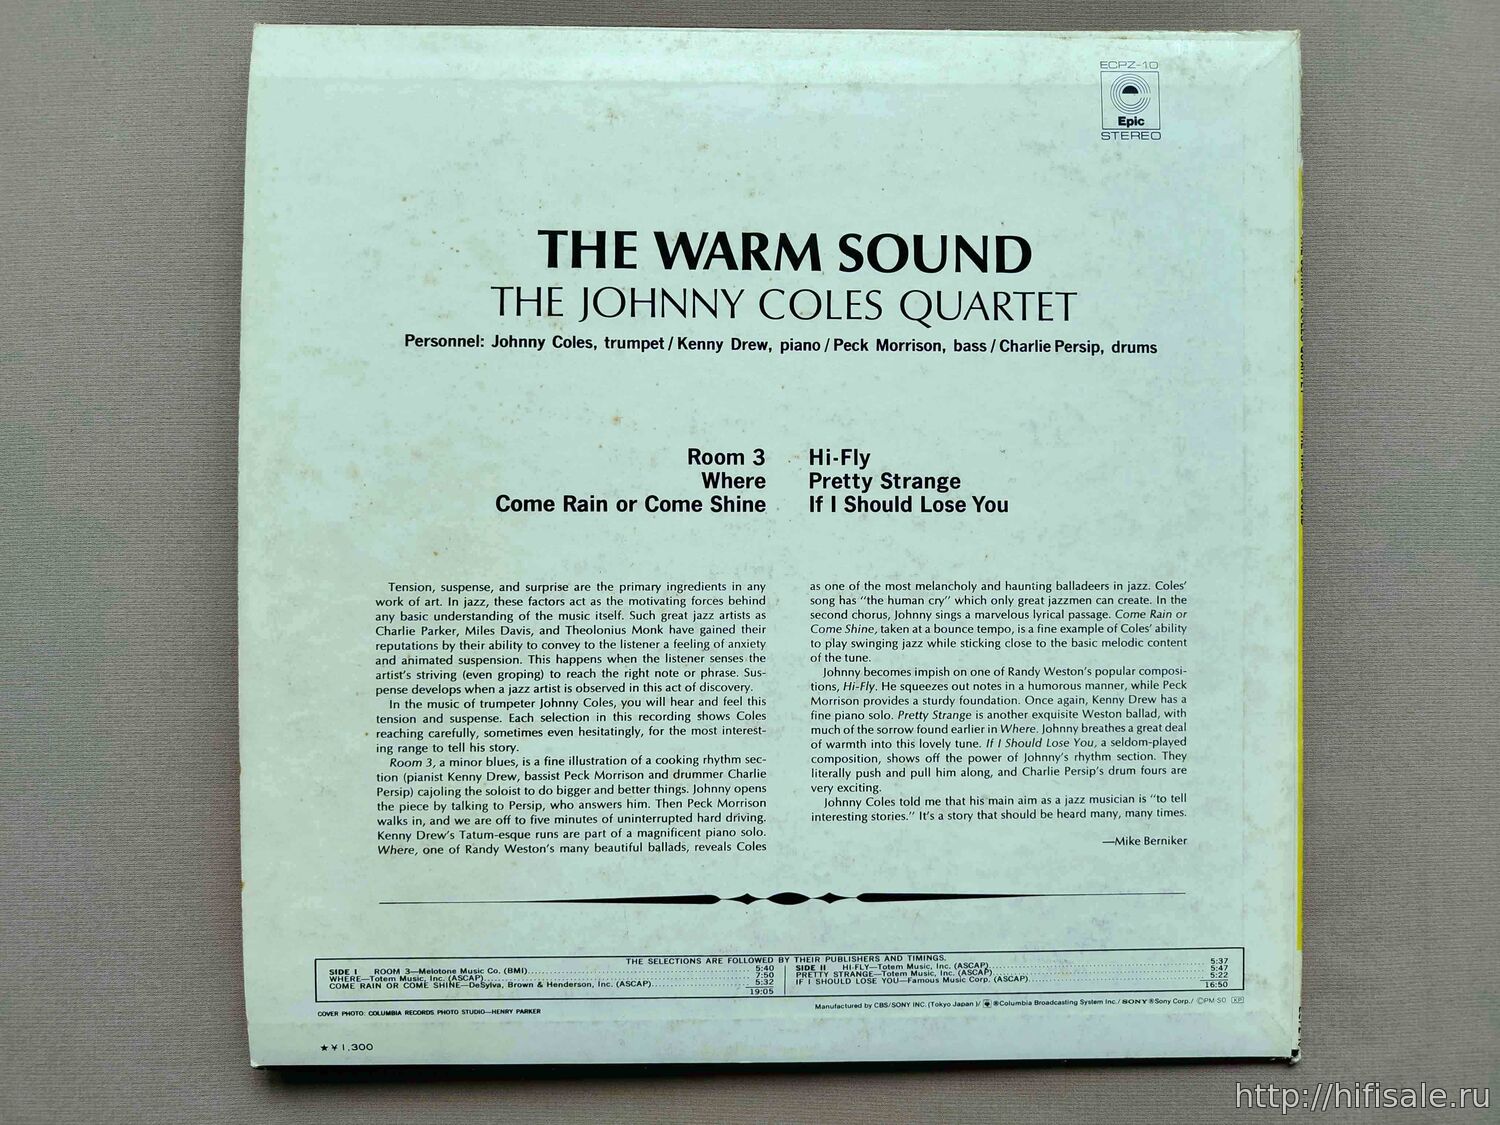 ECPZ-10
Epic
STEREO
THE WARM SOUND
THE JOHNNY COLES QUARTET
Personnel: Johnny Coles, trumpet / Kenny Drew, piano / Peck Morrison, bass / Charlie Persip, drums
Room 3
Where
Come Rain or Come Shine
Hi-Fly
Pretty Strange
If I Should Lose You
Tension, suspense, and surprise are the primary ingredients in any
work of art. In jazz, these factors act as the motivating forces behind
any basic understanding of the music itself. Such great jazz artists as
Charlie Parker, Miles Davis, and Theolonius Monk have gained their
reputations by their ability to convey to the listener a feeling of anxiety
and animated suspension. This happens when the listener senses the
artist's striving (even groping) to reach the right note or phrase. Sus-
pense develops when a jazz artist is observed in this act of discovery.
In the music of trumpeter Johnny Coles, you will hear and feel this
tension and suspense. Each selection in this recording shows Coles
reaching carefully, sometimes even hesitatingly, for the most interest-
ing range to tell his story.
Room 3, a minor blues, is a fine illustration of a cooking rhythm sec-
tion (pianist Kenny Drew, bassist Peck Morrison and drummer Charlie
Persip) cajoling the soloist to do bigger and better things. Johnny opens
the piece by talking to Persip, who answers him. Then Peck Morrison
walks in, and we are off to five minutes of uninterrupted hard driving.
Kenny Drew's Tatum-esque runs are part of a magnificent piano solo.
Where, one of Randy Weston's many beautiful ballads, reveals Coles
as one of the most melancholy and haunting balladeers in jazz. Coles'
song has "the human cry" which only great jazzmen can create. In the
second chorus, Johnny sings a marvelous lyrical passage. Come Rain or
Come Shine, taken at a bounce tempo, is a fine example of Coles' ability
to play swinging jazz while sticking close to the basic melodic content
of the tune.
Johnny becomes impish on one of Randy Weston's popular composi-
tions, Hi-Fly. He squeezes out notes in a humorous manner, while Peck
Morrison provides a sturdy foundation. Once again, Kenny Drew has a
fine piano solo. Pretty Strange is another exquisite Weston ballad, with
much of the sorrow found earlier in Where. Johnny breathes a great deal
of warmth into this lovely tune. If I Should Lose You, a seldom-played
composition, shows off the power of Johnny's rhythm section. They
literally push and pull him along, and Charlie Persip's drum fours are
very exciting.
Johnny Coles told me that his main aim as a jazz musician is "to tell
interesting stories." It's a story that should be heard many, many times.
—Mike Berniker
THE SELECTIONS ARE FOLLOWED BY THEIR PUBLISHERS AND TIMINGS.
SIDE I ROOM 3—Melotone Music Co. (BMI) 5:40
WHERE—Totem Music, Inc. (ASCAP) 7:50
COME RAIN OR COME SHINE—DeSylva, Brown & Henderson, Inc. (ASCAP) 5:32
19:05
SIDE II HI-FLY—Totem Music, Inc. (ASCAP) 5:37
PRETTY STRANGE—Totem Music, Inc. (ASCAP) 5:47
IF I SHOULD LOSE YOU—Famous Music Corp. (ASCAP) 5:22
16:50
COVER PHOTO: COLUMBIA RECORDS PHOTO STUDIO—HENRY PARKER
Manufactured by CBS/SONY INC. (Tokyo Japan) / ®Columbia Broadcasting System Inc. / SONY ®Sony Corp. / ⓅPM·SO KP
★¥1,300
http://hifisale.ru